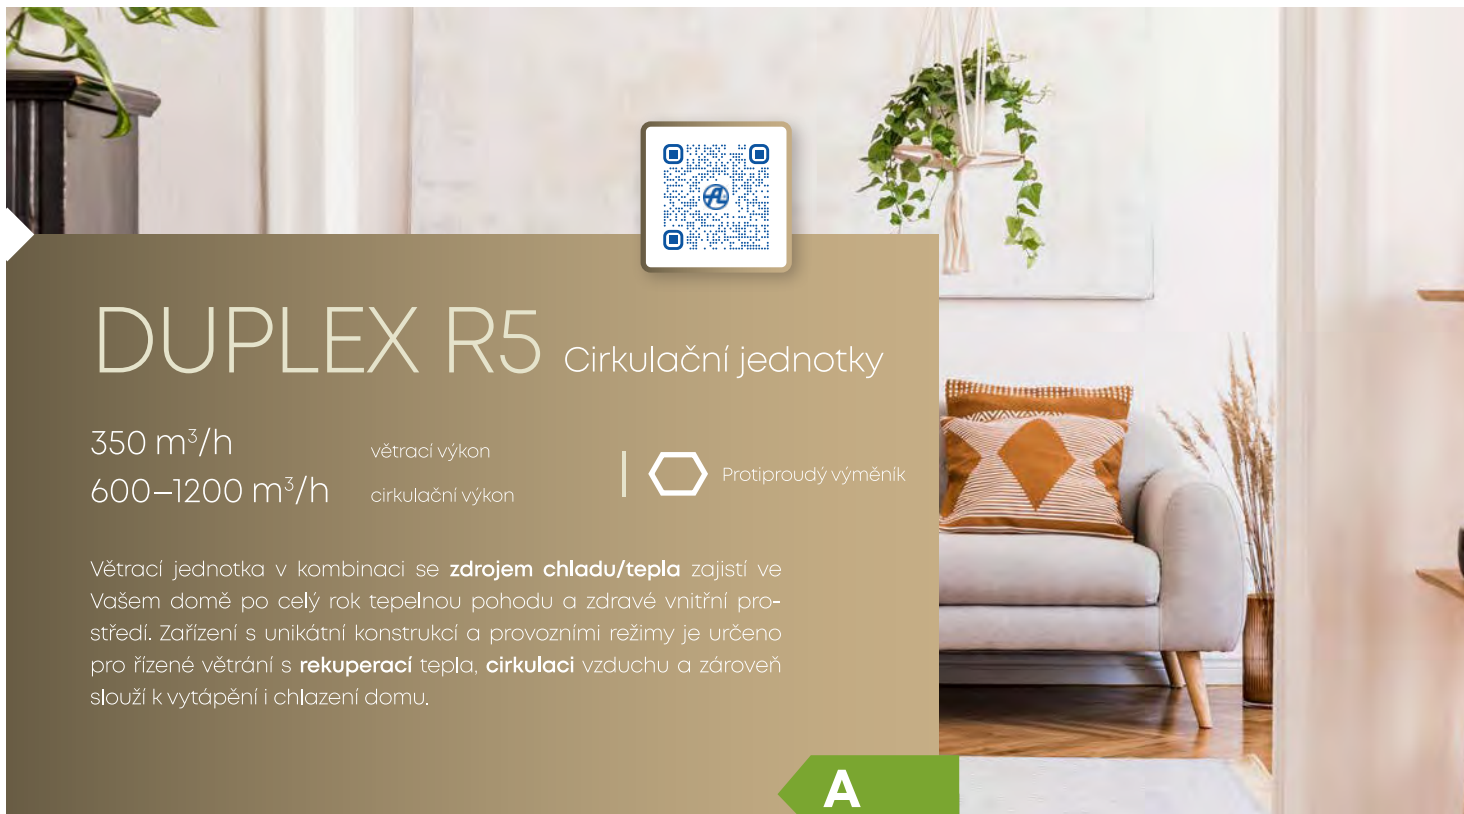 DUPLEX R5 Cirkulační jednotky
350 m³/h větrací výkon
600–1200 m³/h cirkulační výkon
Protiproudý výměník
Větrací jednotka v kombinaci se zdrojem chladu/tepla zajistí ve
Vašem domě po celý rok tepelnou pohodu a zdravé vnitřní pro-
středí. Zařízení s unikátní konstrukcí a provozními režimy je určeno
pro řízené větrání s rekuperací tepla, cirkulaci vzduchu a zároveň
slouží k vytápění i chlazení domu.
A